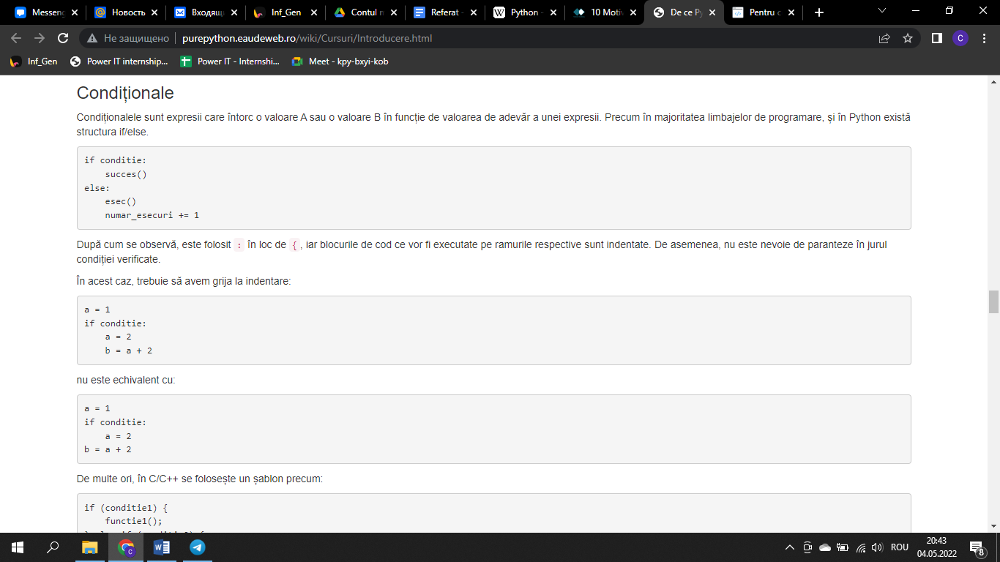 Messeng
Новость
Входящи
Inf_Gen
Contul m
Referat -
Python -
10 Motiv
De ce Py
Pentru c
Не защищено
purepython.eaudeweb.ro/wiki/Cursuri/Introducere.html
C
Inf_Gen
Power IT internship...
Power IT - Internshi...
Meet - kpy-bxyi-kob
Condiționale
Condiționalele sunt expresii care întorc o valoare A sau o valoare B în funcție de valoarea de adevăr a unei expresii. Precum în majoritatea limbajelor de programare, și în Python există
structura if/else.
if conditie:
    succes()
else:
    esec()
    numar_esecuri += 1
După cum se observă, este folosit : în loc de {, iar blocurile de cod ce vor fi executate pe ramurile respective sunt indentate. De asemenea, nu este nevoie de paranteze în jurul
condiției verificate.
În acest caz, trebuie să avem grija la indentare:
a = 1
if conditie:
    a = 2
    b = a + 2
nu este echivalent cu:
a = 1
if conditie:
    a = 2
b = a + 2
De multe ori, în C/C++ se folosește un șablon precum:
if (conditie1) {
    functie1();
ROU
20:43
04.05.2022
8